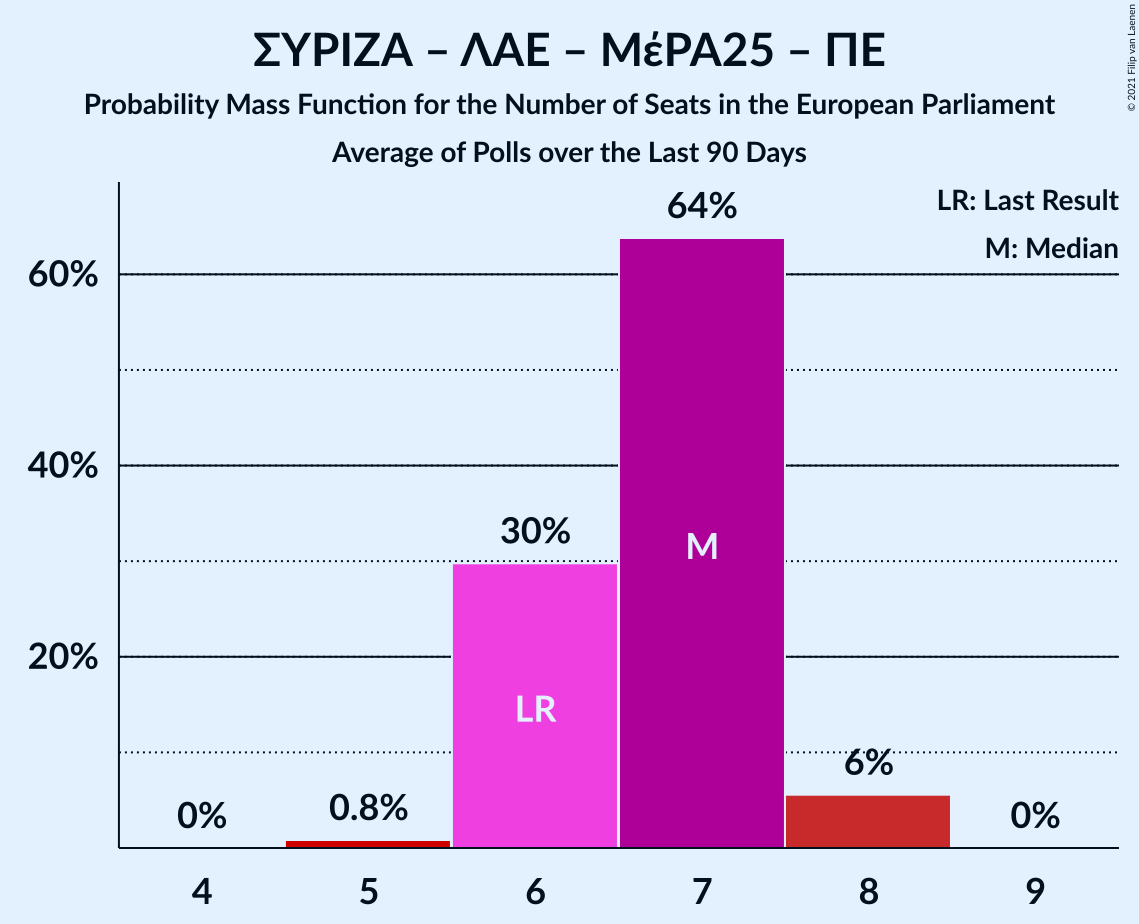 ΣΥΡΙΖΑ – ΛΑΕ – ΜέΡΑ25 – ΠΕ
Probability Mass Function for the Number of Seats in the European Parliament
Average of Polls over the Last 90 Days
© 2021 Filip van Laenen
LR: Last Result
M: Median
64%
60%
40%
30%
M
20%
LR
6%
0.8%
0%
0%
4 5 6 7 8 9